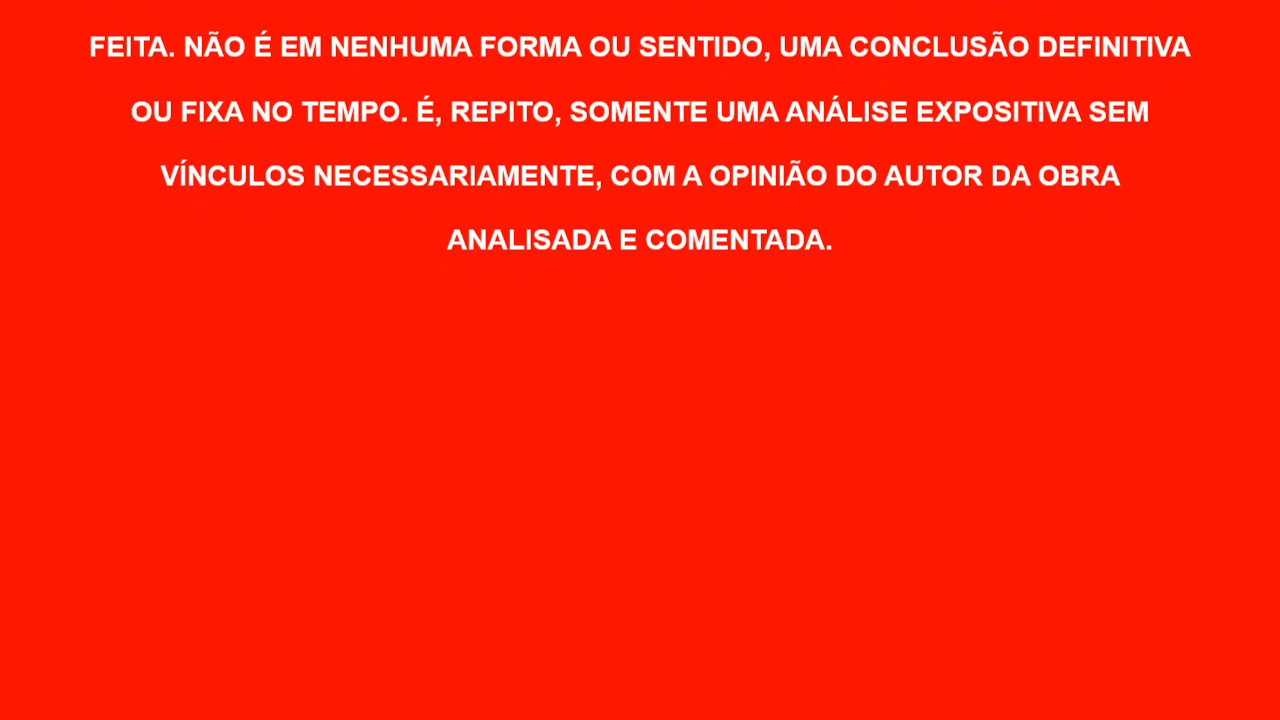 FEITA. NÃO É EM NENHUMA FORMA OU SENTIDO, UMA CONCLUSÃO DEFINITIVA
OU FIXA NO TEMPO. É, REPITO, SOMENTE UMA ANÁLISE EXPOSITIVA SEM
VÍNCULOS NECESSARIAMENTE, COM A OPINIÃO DO AUTOR DA OBRA
ANALISADA E COMENTADA.